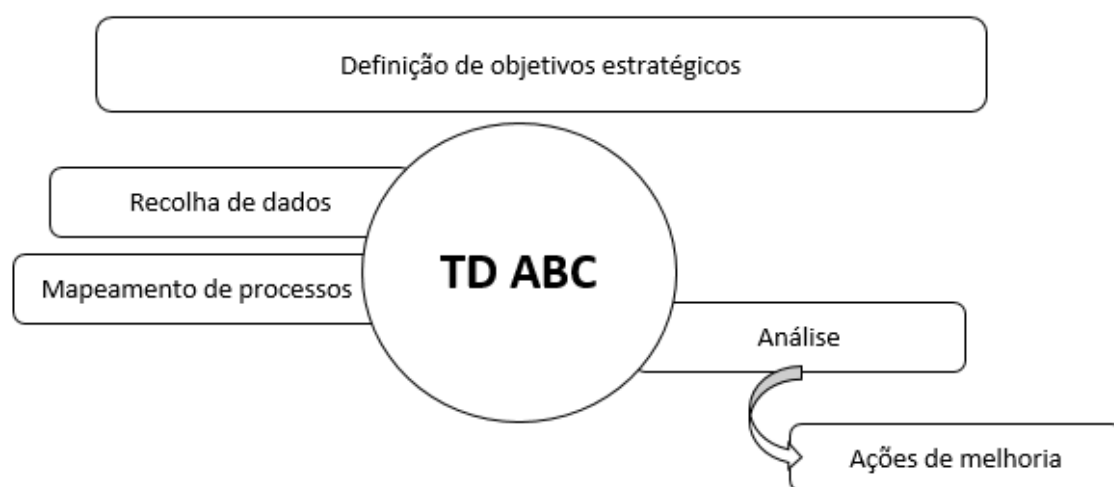 Definição de objetivos estratégicos
Recolha de dados
Mapeamento de processos
TD ABC
Análise
Ações de melhoria